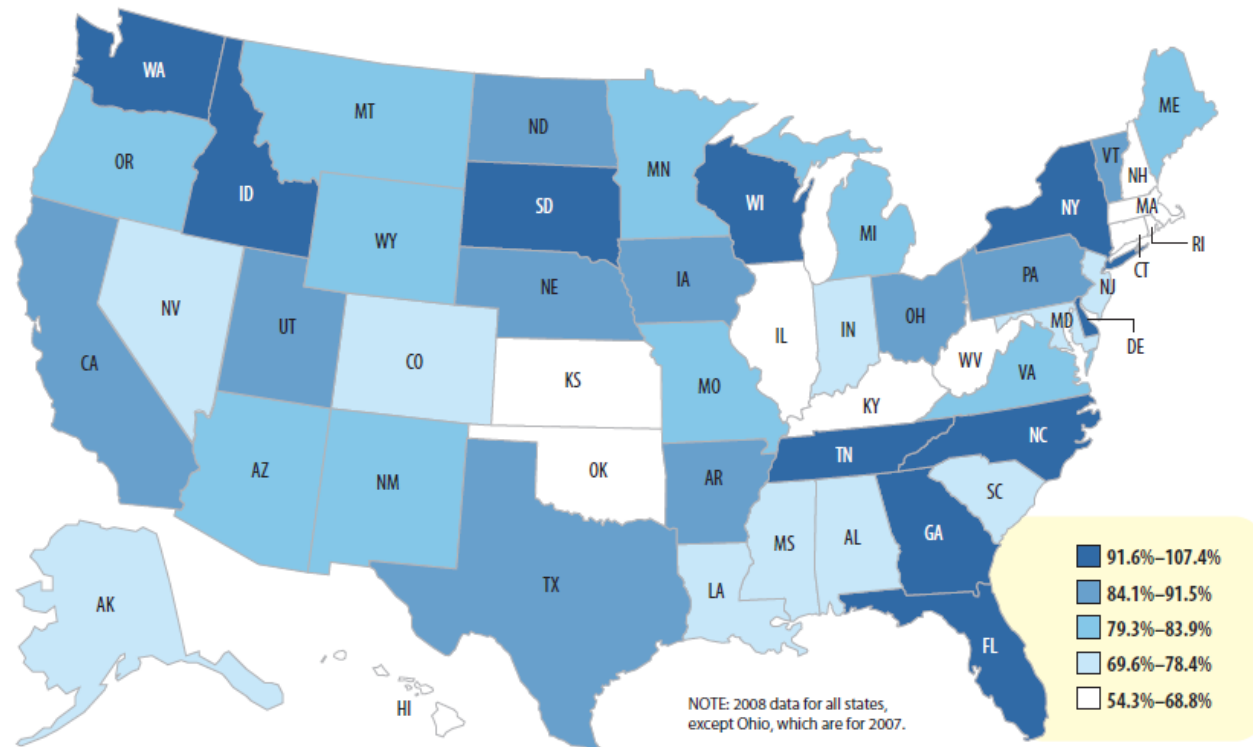 WA
MT
ND
ME
OR
MN
VT
NH
ID
SD
WI
NY
MA
WY
MI
RI
CT
NE
IA
PA
NJ
NV
UT
IL
IN
OH
MD
DE
CA
CO
WV
VA
KS
MO
KY
NC
TN
AZ
NM
OK
AR
SC
MS
AL
GA
TX
LA
AK
FL
HI
91.6%–107.4%
84.1%–91.5%
79.3%–83.9%
69.6%–78.4%
54.3%–68.8%
NOTE: 2008 data for all states,
except Ohio, which are for 2007.